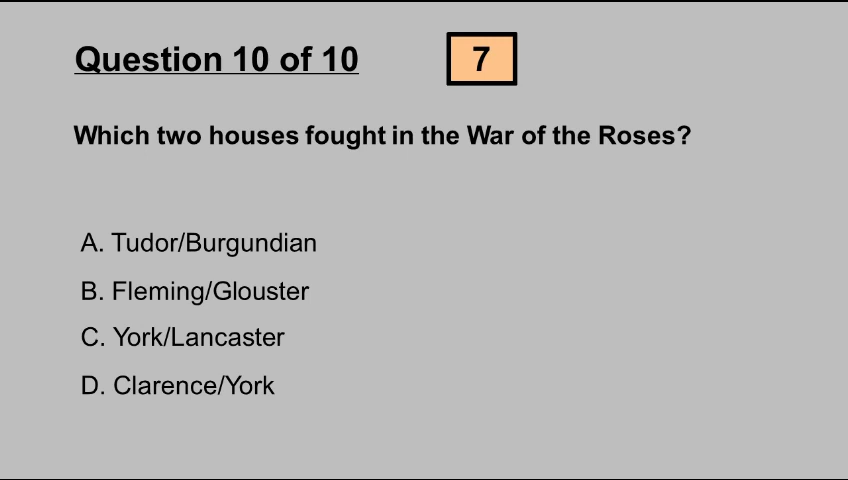 Question 10 of 10
7
Which two houses fought in the War of the Roses?
A. Tudor/Burgundian
B. Fleming/Glouster
C. York/Lancaster
D. Clarence/York